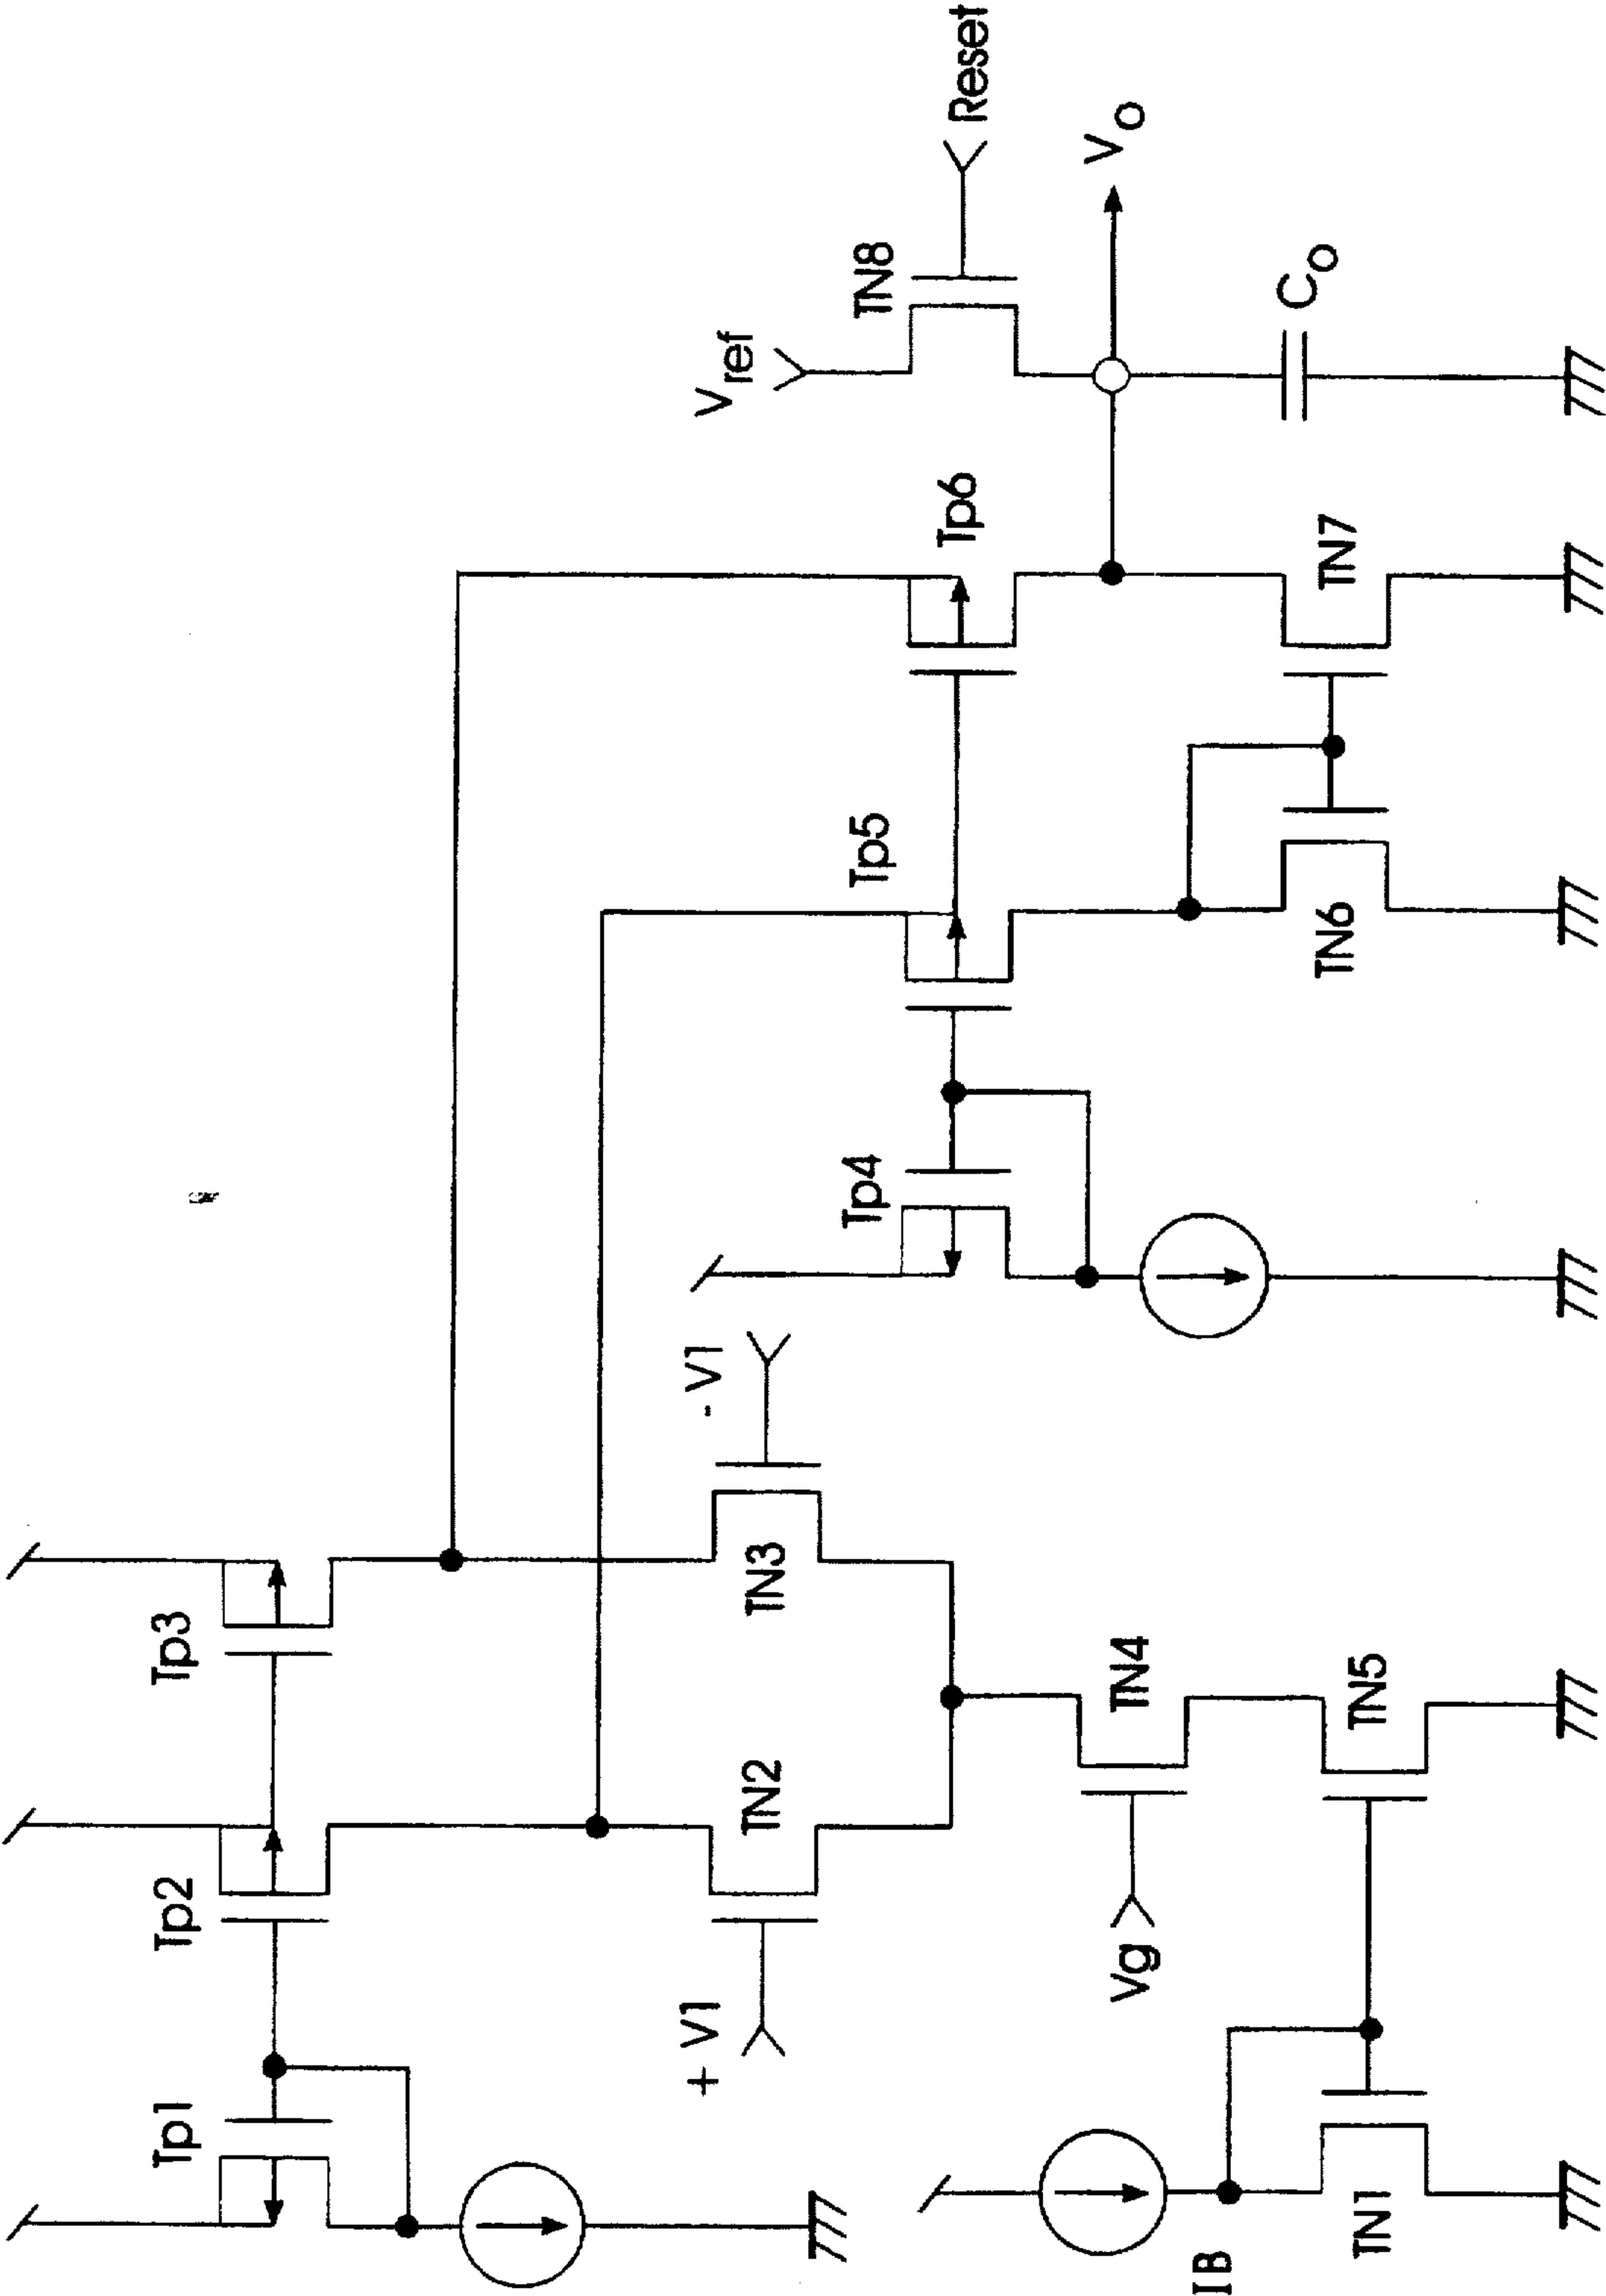 Tp1
Tp2
Tp3
+ V1
TN2
TN3
- V1
IB
TN1
Vg
TN4
TN5
Tp4
Tp5
Tp6
TN6
TN7
Vref
TN8
Reset
VO
CO